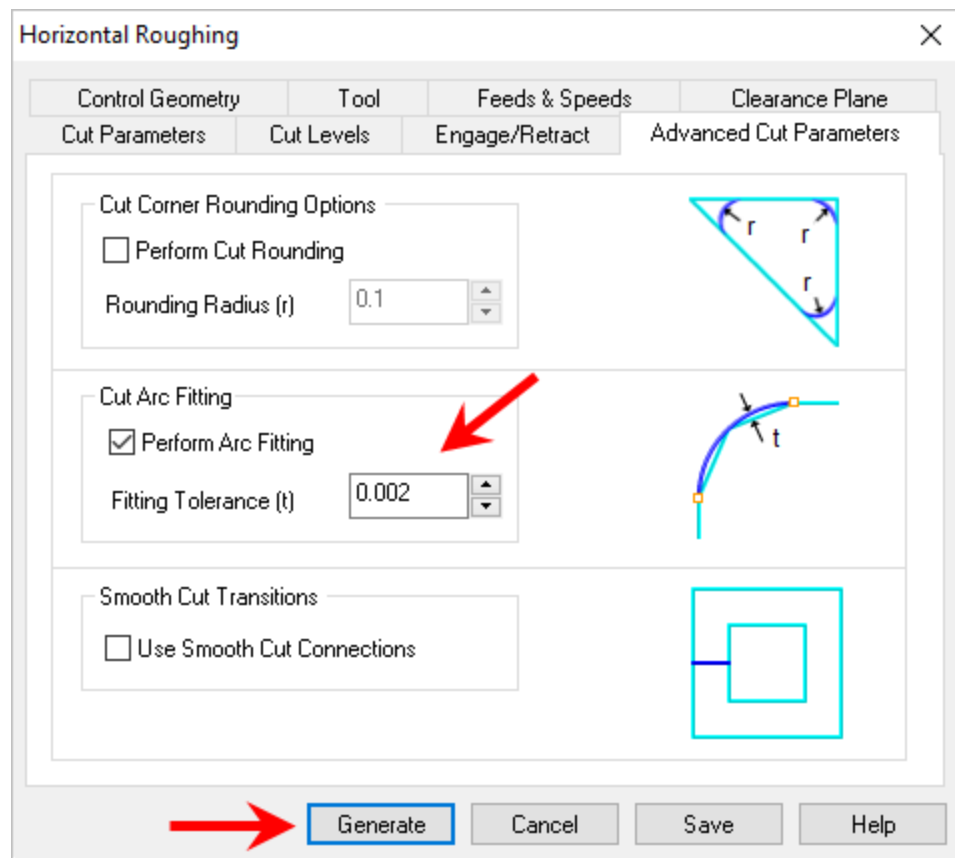 Horizontal Roughing
Control Geometry Tool Feeds & Speeds Clearance Plane
Cut Parameters Cut Levels Engage/Retract Advanced Cut Parameters
Cut Corner Rounding Options
Perform Cut Rounding
Rounding Radius (r) 0.1
r r
r
Cut Arc Fitting
Perform Arc Fitting
Fitting Tolerance (t) 0.002
t
Smooth Cut Transitions
Use Smooth Cut Connections
Generate Cancel Save Help